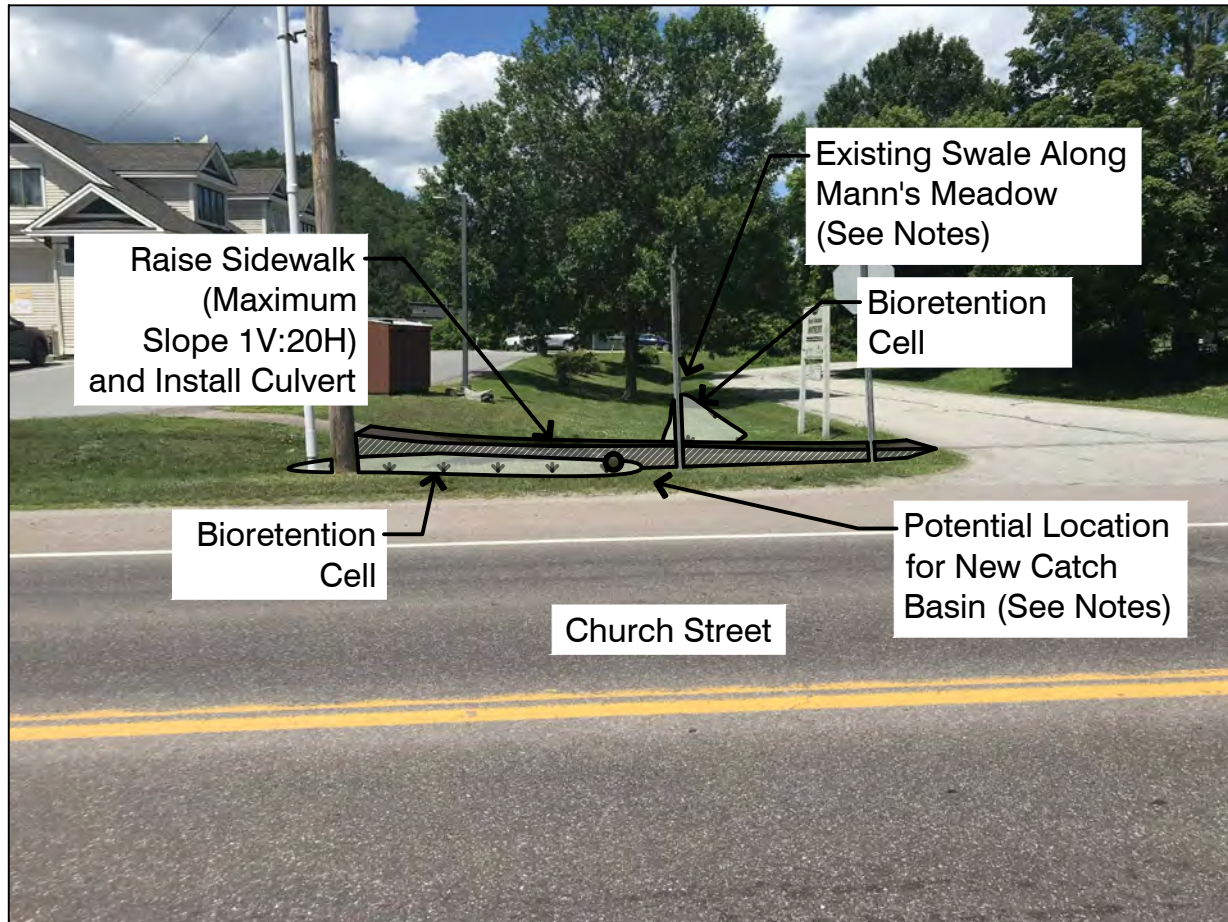 Existing Swale Along
Mann's Meadow
(See Notes)
Raise Sidewalk
(Maximum
Slope 1V:20H)
and Install Culvert
Bioretention
Cell
Bioretention
Cell
Potential Location
for New Catch
Basin (See Notes)
Church Street